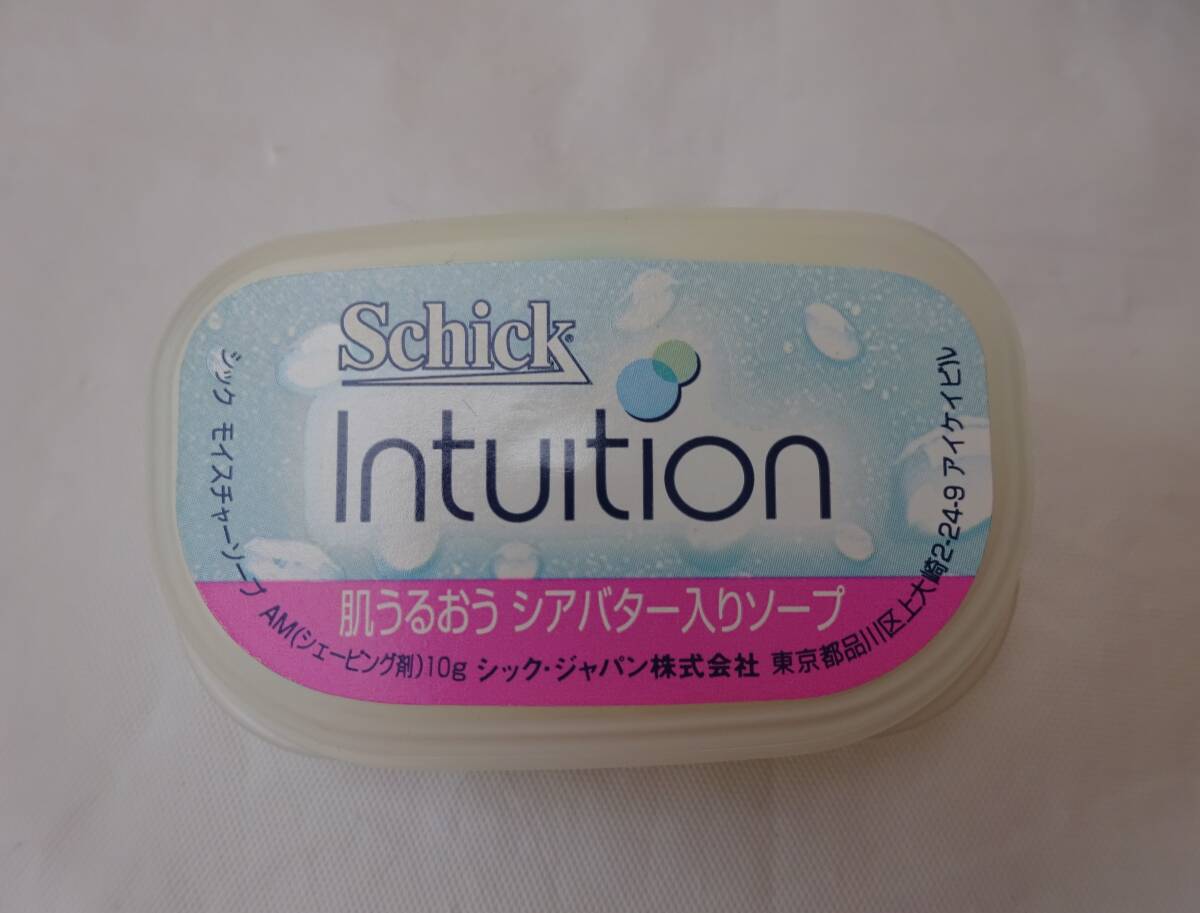 Schick®
Intuition
肌うるおう シアバター入りソープ
シック モイスチャーソープ AM(シェービング剤)10g シック・ジャパン株式会社 東京都品川区上大崎2-24-9 アイケイビル